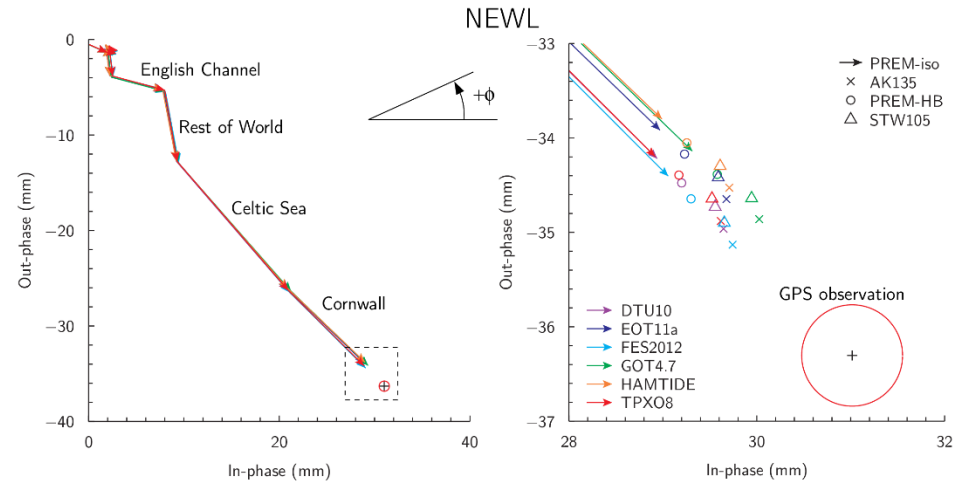 NEWL
0
−10
−20
−30
−40
Out-phase (mm)
0
20
40
In-phase (mm)
English Channel
Rest of World
Celtic Sea
Cornwall
+ϕ
−33
−34
−35
−36
−37
Out-phase (mm)
28
30
32
In-phase (mm)
PREM-iso
AK135
PREM-HB
STW105
GPS observation
DTU10
EOT11a
FES2012
GOT4.7
HAMTIDE
TPXO8